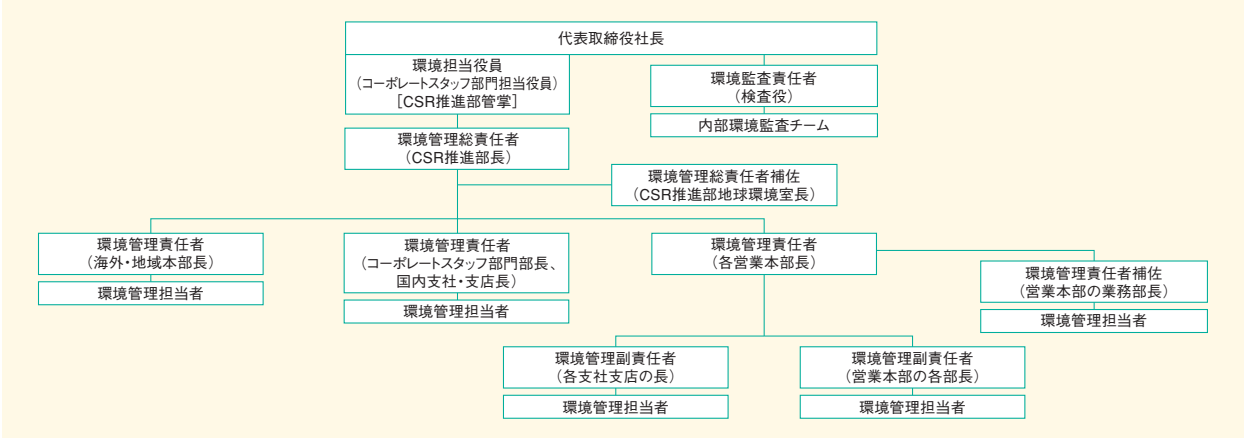 代表取締役社長
環境担当役員
（コーポレートスタッフ部門担当役員）
［CSR推進部管掌］
環境監査責任者
（検査役）
内部環境監査チーム
環境管理総責任者
（CSR推進部長）
環境管理総責任者補佐
（CSR推進部地球環境室長）
環境管理責任者
（海外・地域本部長）
環境管理担当者
環境管理責任者
（コーポレートスタッフ部門部長、
国内支社・支店長）
環境管理担当者
環境管理責任者
（各営業本部長）
環境管理責任者補佐
（営業本部の業務部長）
環境管理担当者
環境管理副責任者
（各支社支店の長）
環境管理担当者
環境管理副責任者
（営業本部の各部長）
環境管理担当者